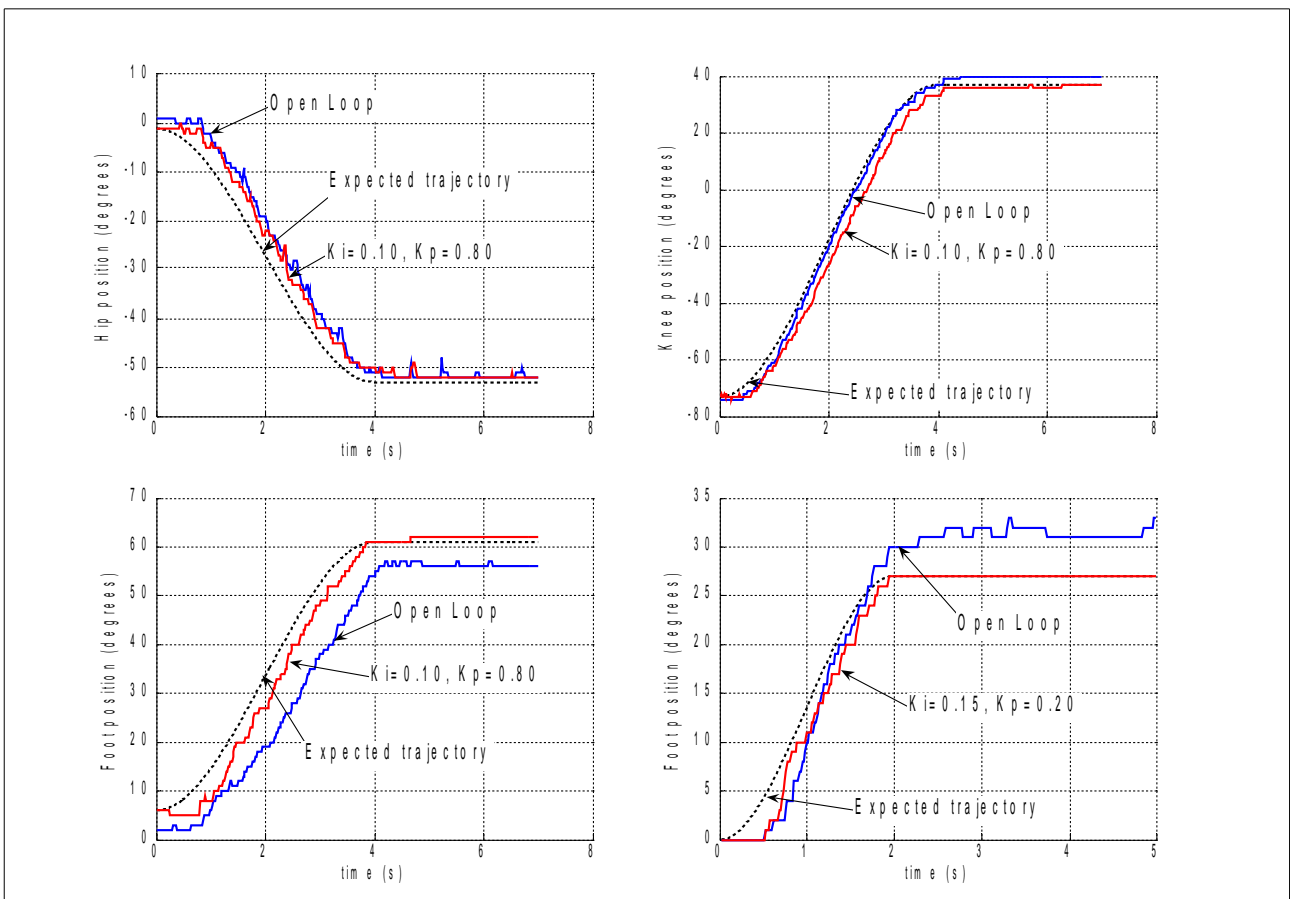 10
0
-10
-20
-30
-40
-50
-60
0 2 4 6 8
Hip position (degrees)
time (s)
Open Loop
Expected trajectory
Ki=0.10, Kp=0.80
40
20
0
-20
-40
-60
-80
0 2 4 6 8
Knee position (degrees)
time (s)
Open Loop
Ki=0.10, Kp=0.80
Expected trajectory
70
60
50
40
30
20
10
0
0 2 4 6 8
Foot position (degrees)
time (s)
Open Loop
Ki=0.10, Kp=0.80
Expected trajectory
35
30
25
20
15
10
5
0
0 1 2 3 4 5
Foot position (degrees)
time (s)
Open Loop
Ki=0.15, Kp=0.20
Expected trajectory